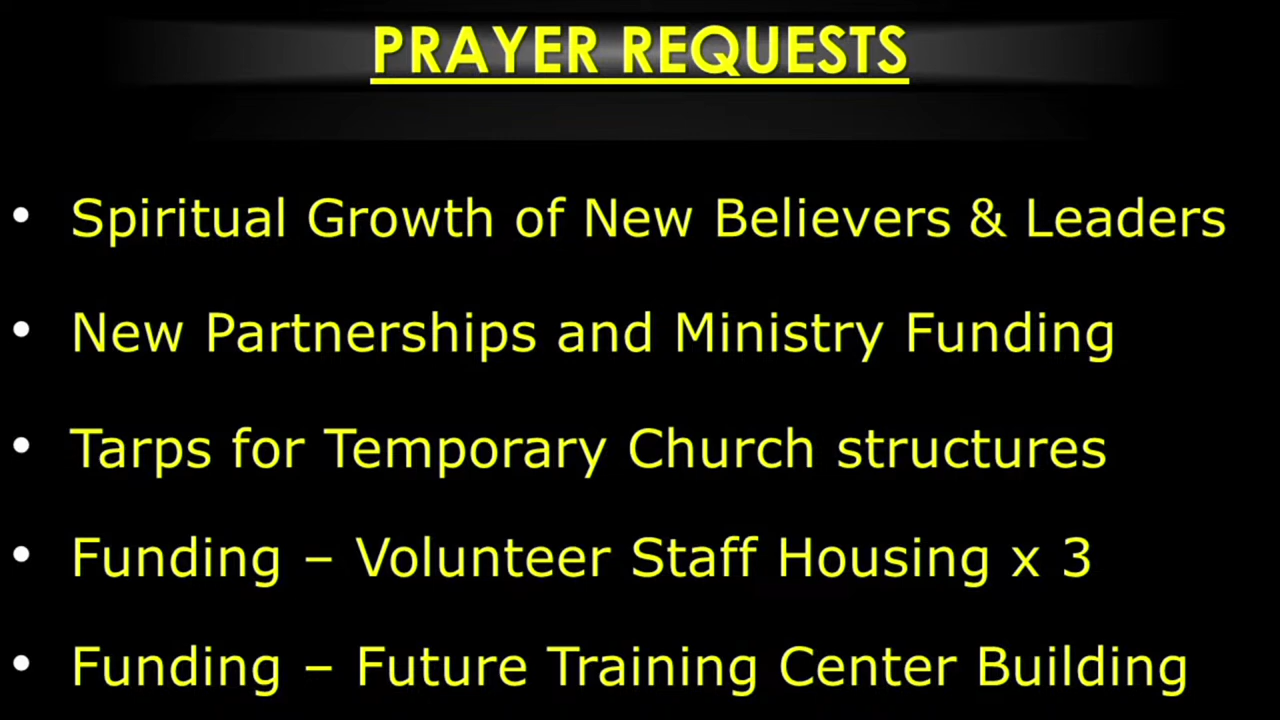 PRAYER REQUESTS
• Spiritual Growth of New Believers & Leaders
• New Partnerships and Ministry Funding
• Tarps for Temporary Church structures
• Funding – Volunteer Staff Housing x 3
• Funding – Future Training Center Building